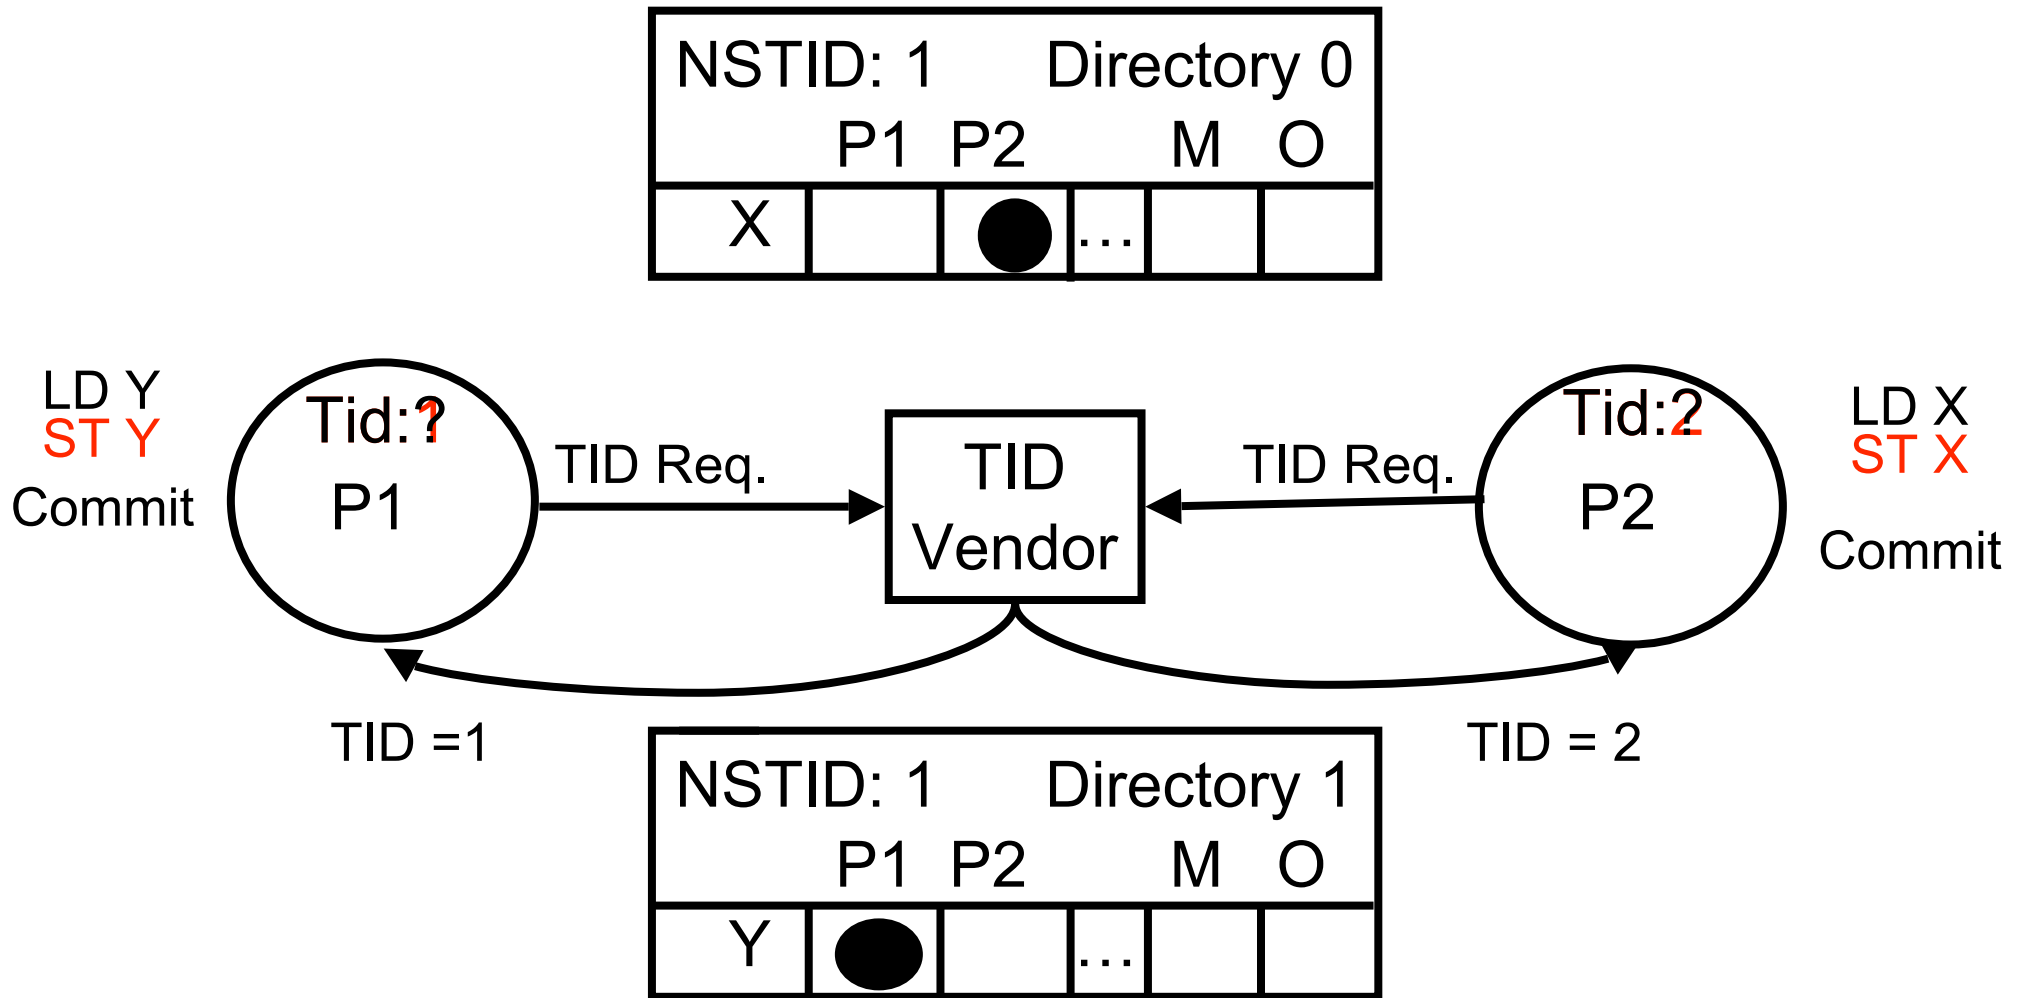 NSTID: 1 Directory 0
P1 P2 M O
X ...
LD Y
ST Y
Commit
Tid:?1
P1
TID Req.
TID
Vendor
TID Req.
Tid:?2
P2
LD X
ST X
Commit
TID =1
TID = 2
NSTID: 1 Directory 1
P1 P2 M O
Y ...